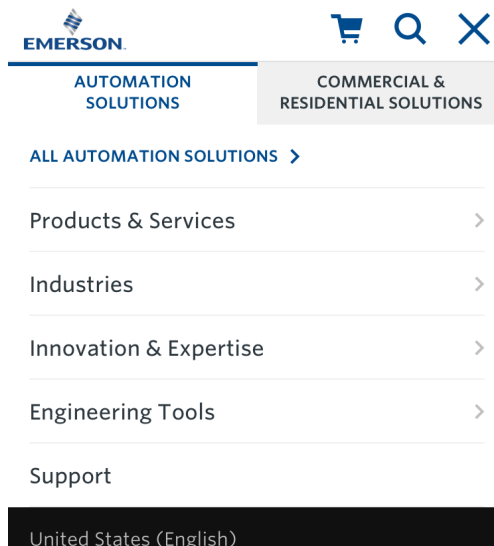 EMERSON.
AUTOMATION
SOLUTIONS
COMMERCIAL &
RESIDENTIAL SOLUTIONS
ALL AUTOMATION SOLUTIONS
Products & Services
Industries
Innovation & Expertise
Engineering Tools
Support
United States (English)